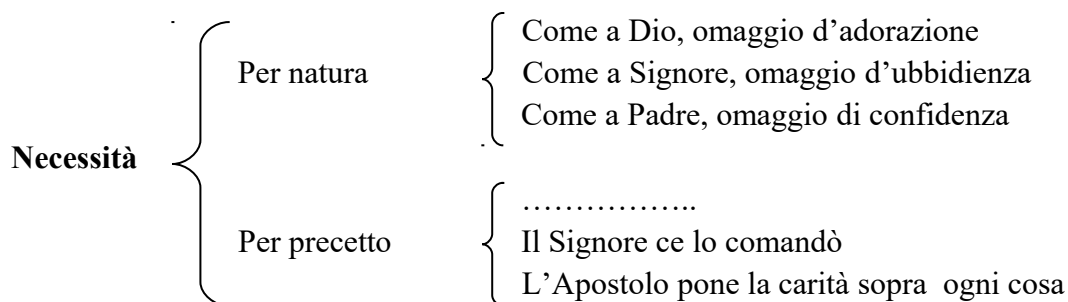 Come a Dio, omaggio d’adorazione
Per natura
Come a Signore, omaggio d’ubbidienza
Come a Padre, omaggio di confidenza
Necessità
……………..
Per precetto
Il Signore ce lo comandò
L’Apostolo pone la carità sopra ogni cosa